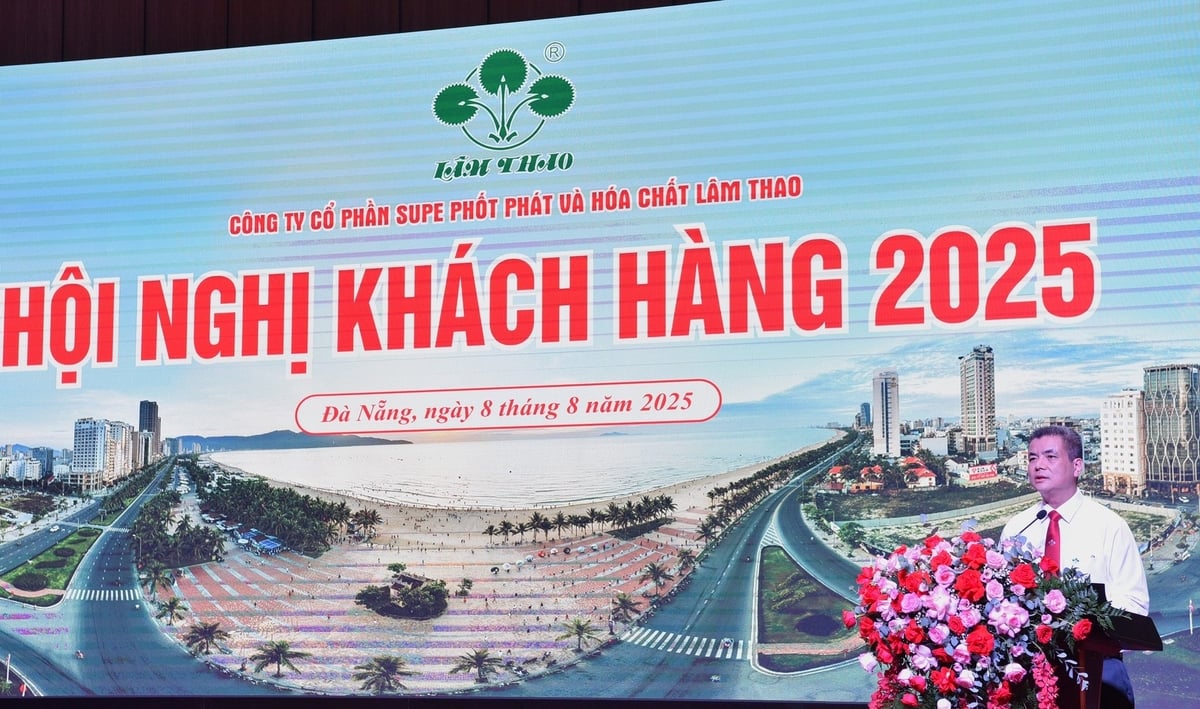 ®
LÂM THAO
CÔNG TY CỔ PHẦN SUPE PHỐT PHÁT VÀ HÓA CHẤT LÂM THAO
HỘI NGHỊ KHÁCH HÀNG 2025
Đà Nẵng, ngày 8 tháng 8 năm 2025